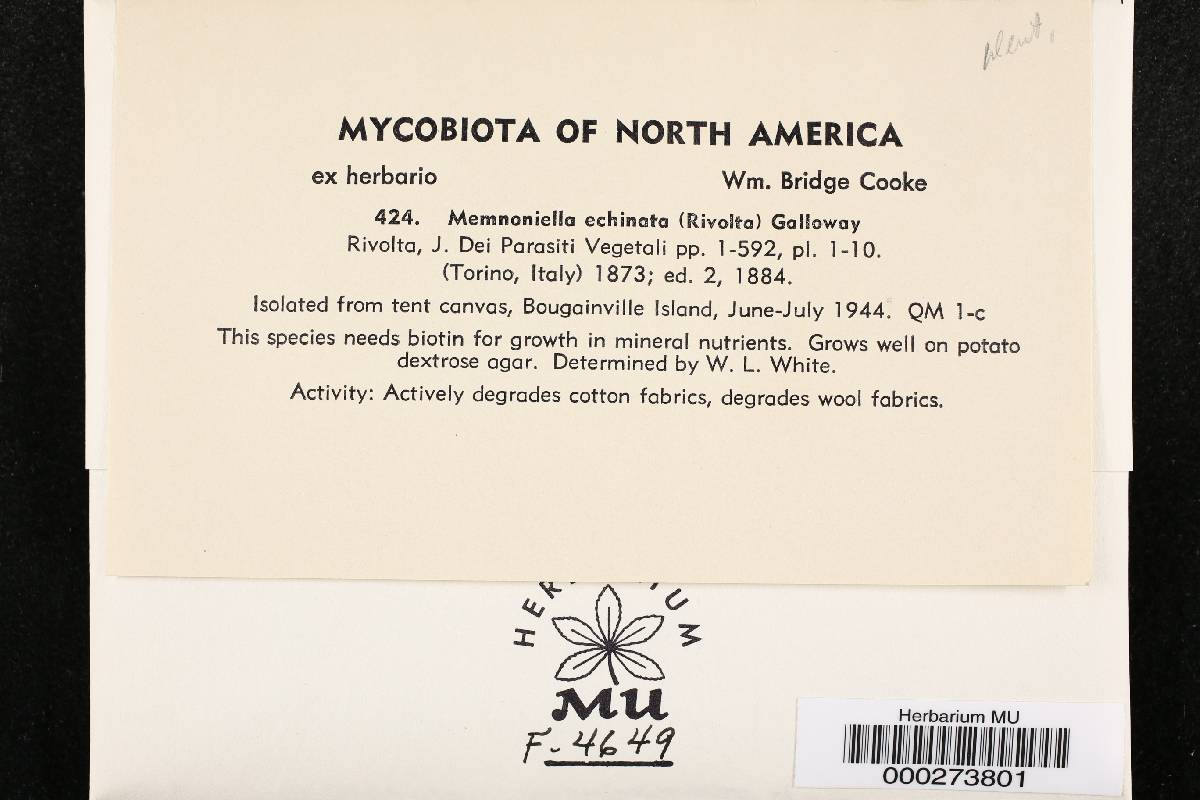 MYCOBIOTA OF NORTH AMERICA
ex herbario Wm. Bridge Cooke
424. Memnoniella echinata (Rivolta) Galloway
Rivolta, J. Dei Parasiti Vegetali pp. 1-592, pl. 1-10.
(Torino, Italy) 1873; ed. 2, 1884.
Isolated from tent canvas, Bougainville Island, June-July 1944. QM 1-c
This species needs biotin for growth in mineral nutrients. Grows well on potato
dextrose agar. Determined by W. L. White.
Activity: Actively degrades cotton fabrics, degrades wool fabrics.
MU
F-4649
Herbarium MU
000273801